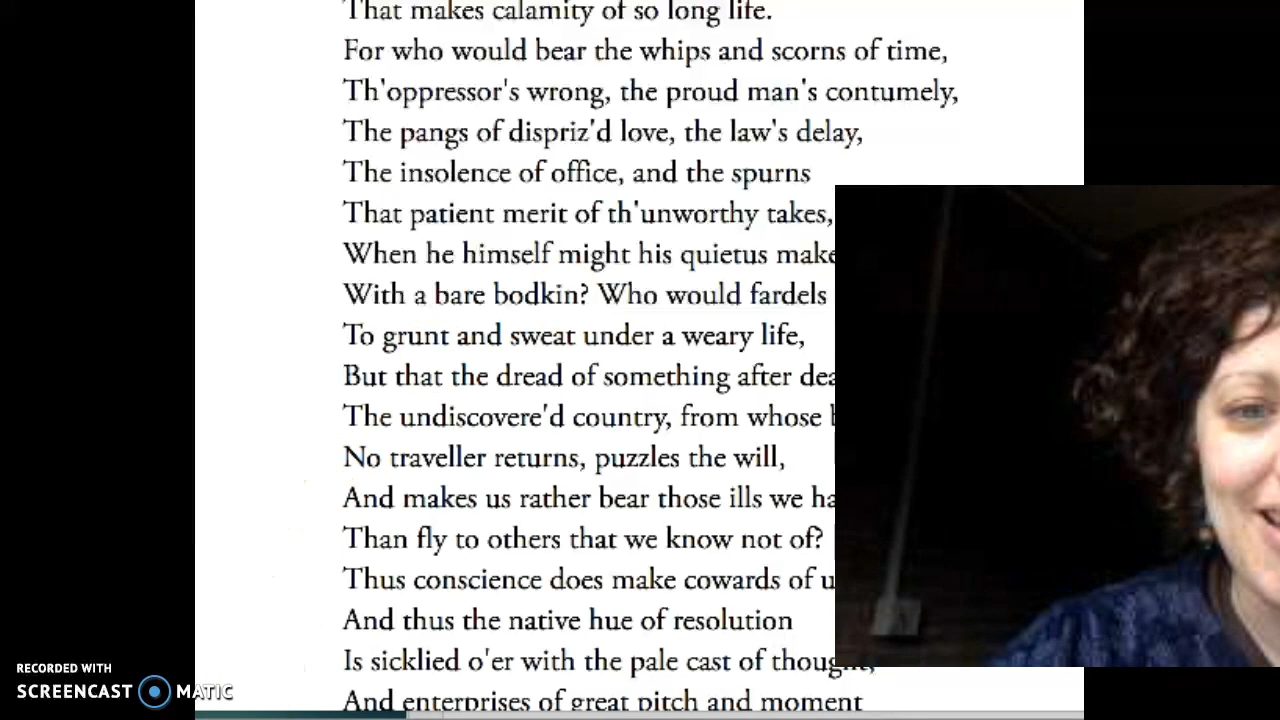 That makes calamity of so long life.
For who would bear the whips and scorns of time,
Th'oppressor's wrong, the proud man's contumely,
The pangs of dispriz'd love, the law's delay,
The insolence of office, and the spurns
That patient merit of th'unworthy takes,
When he himself might his quietus make
With a bare bodkin? Who would fardels
To grunt and sweat under a weary life,
But that the dread of something after dea
The undiscovere'd country, from whose
No traveller returns, puzzles the will,
And makes us rather bear those ills we ha
Than fly to others that we know not of?
Thus conscience does make cowards of u
And thus the native hue of resolution
Is sicklied o'er with the pale cast of thought,
And enterprises of great pitch and moment
RECORDED WITH
SCREENCAST MATIC